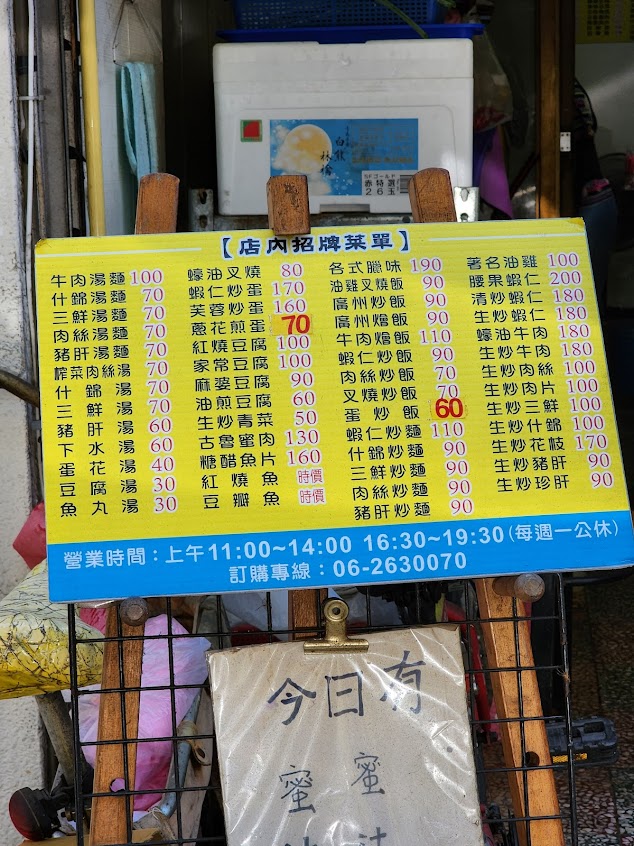 SFゴールド
赤特選
26玉
【店內招牌菜單】
牛肉湯麵 100
什錦湯麵 70
三鮮湯麵 70
肉絲湯麵 70
豬肝湯麵 70
榨菜肉絲湯 70
什錦湯 70
三鮮湯 70
豬肝湯 60
下水湯 60
蛋花湯 40
豆腐湯 30
魚丸湯 30
蠔油叉燒 80
蝦仁炒蛋 170
芙蓉炒蛋 160
蔥花煎蛋 70
紅燒豆腐 100
家常豆腐 100
麻婆豆腐 90
油煎豆腐 60
生炒青菜 50
古魯蜜肉 130
糖醋魚片 160
紅燒魚 時價
豆瓣魚 時價
各式臘味 190
油雞叉燒飯 90
廣州炒飯 90
廣州燴飯 90
牛肉燴飯 110
蝦仁炒飯 90
肉絲炒飯 70
叉燒炒飯 70
蛋炒飯 60
蝦仁炒麵 110
什錦炒麵 90
三鮮炒麵 90
肉絲炒麵 90
豬肝炒麵 90
著名油雞 100
腰果蝦仁 200
清炒蝦仁 180
生炒蝦仁 180
蠔油牛肉 180
生炒牛肉 180
生炒肉絲 100
生炒肉片 100
生炒三鮮 100
生炒什錦 100
生炒花枝 170
生炒豬肝 90
生炒珍肝 90
營業時間：上午11:00~14:00 16:30~19:30(每週一公休)
訂購專線：06-2630070
今日有
蜜 蜜